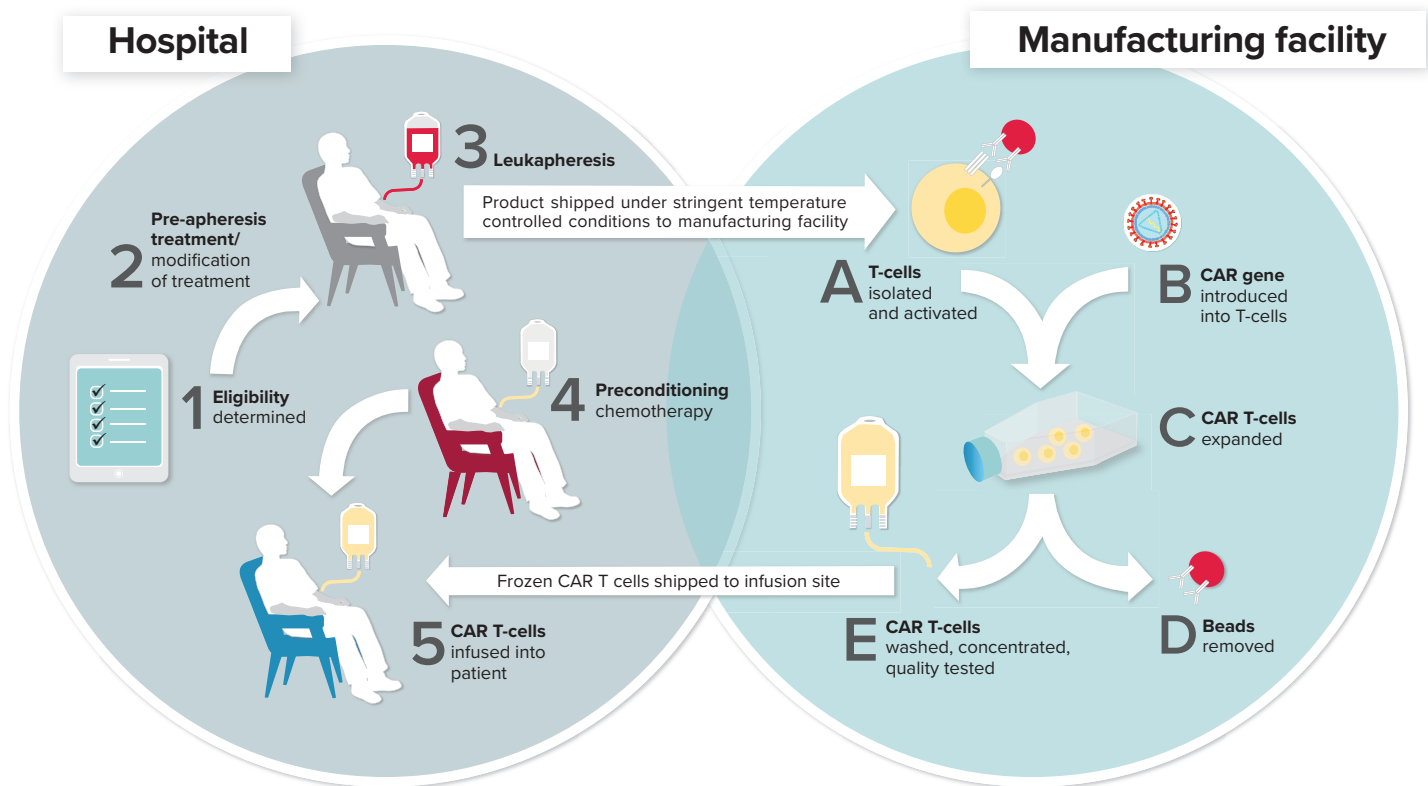 Hospital
Manufacturing facility
3 Leukapheresis
Product shipped under stringent temperature
controlled conditions to manufacturing facility
2 Pre-apheresis
treatment/
modification
of treatment
A T-cells
isolated
and activated
B CAR gene
introduced
into T-cells
1 Eligibility
determined
4 Preconditioning
chemotherapy
C CAR T-cells
expanded
Frozen CAR T cells shipped to infusion site
5 CAR T-cells
infused into
patient
E CAR T-cells
washed, concentrated,
quality tested
D Beads
removed